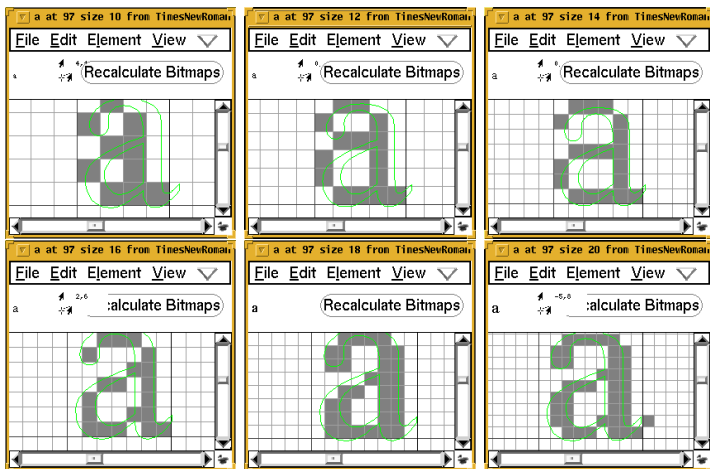 a at 97 size 10 from TimesNewRoman
File Edit Element View
a Recalculate Bitmaps
a at 97 size 12 from TimesNewRoman
File Edit Element View
a 0 Recalculate Bitmaps
a at 97 size 14 from TimesNewRoman
File Edit Element View
a Recalculate Bitmaps
a
a
a
a at 97 size 16 from TimesNewRoman
File Edit Element View
a 2,6 :alculate Bitmaps
a at 97 size 18 from TimesNewRoman
File Edit Element View
a Recalculate Bitmaps
a at 97 size 20 from TimesNewRoman
File Edit Element View
a -5,8 :alculate Bitmaps
a
a
a